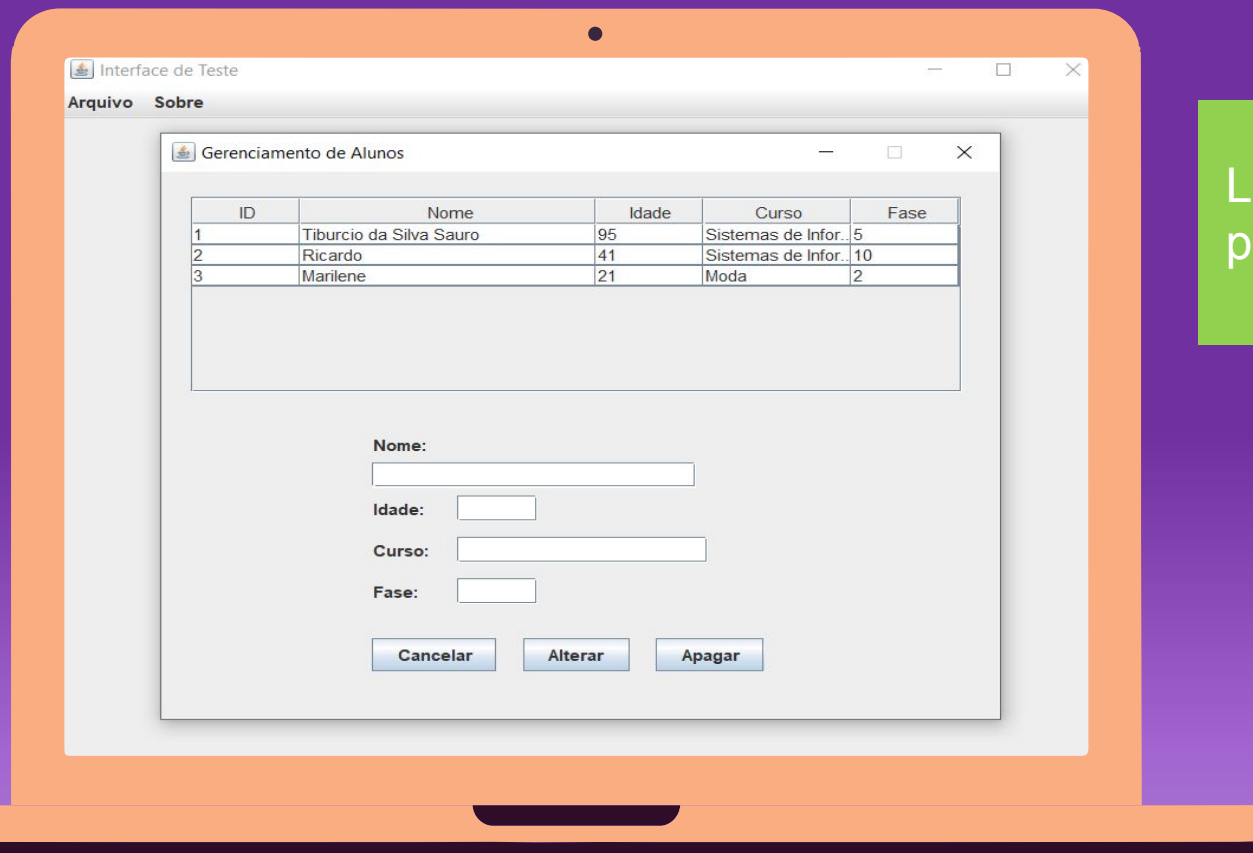 Interface de Teste
Arquivo Sobre
Gerenciamento de Alunos
ID Nome Idade Curso Fase
1 Tiburcio da Silva Sauro 95 Sistemas de Infor.. 5
2 Ricardo 41 Sistemas de Infor.. 10
3 Marilene 21 Moda 2
Nome:
Idade:
Curso:
Fase:
Cancelar Alterar Apagar
L
p